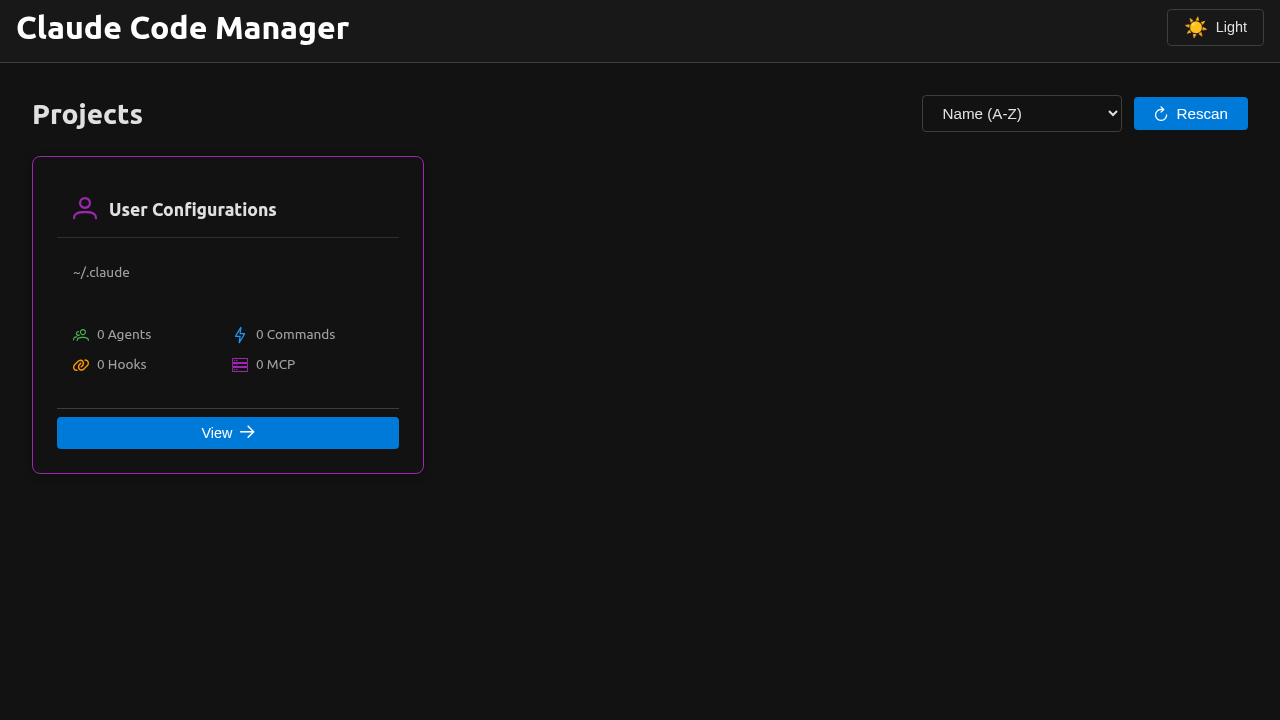 Claude Code Manager
Light
Projects
Name (A-Z)
Rescan
User Configurations
~/.claude
0 Agents
0 Commands
0 Hooks
0 MCP
View